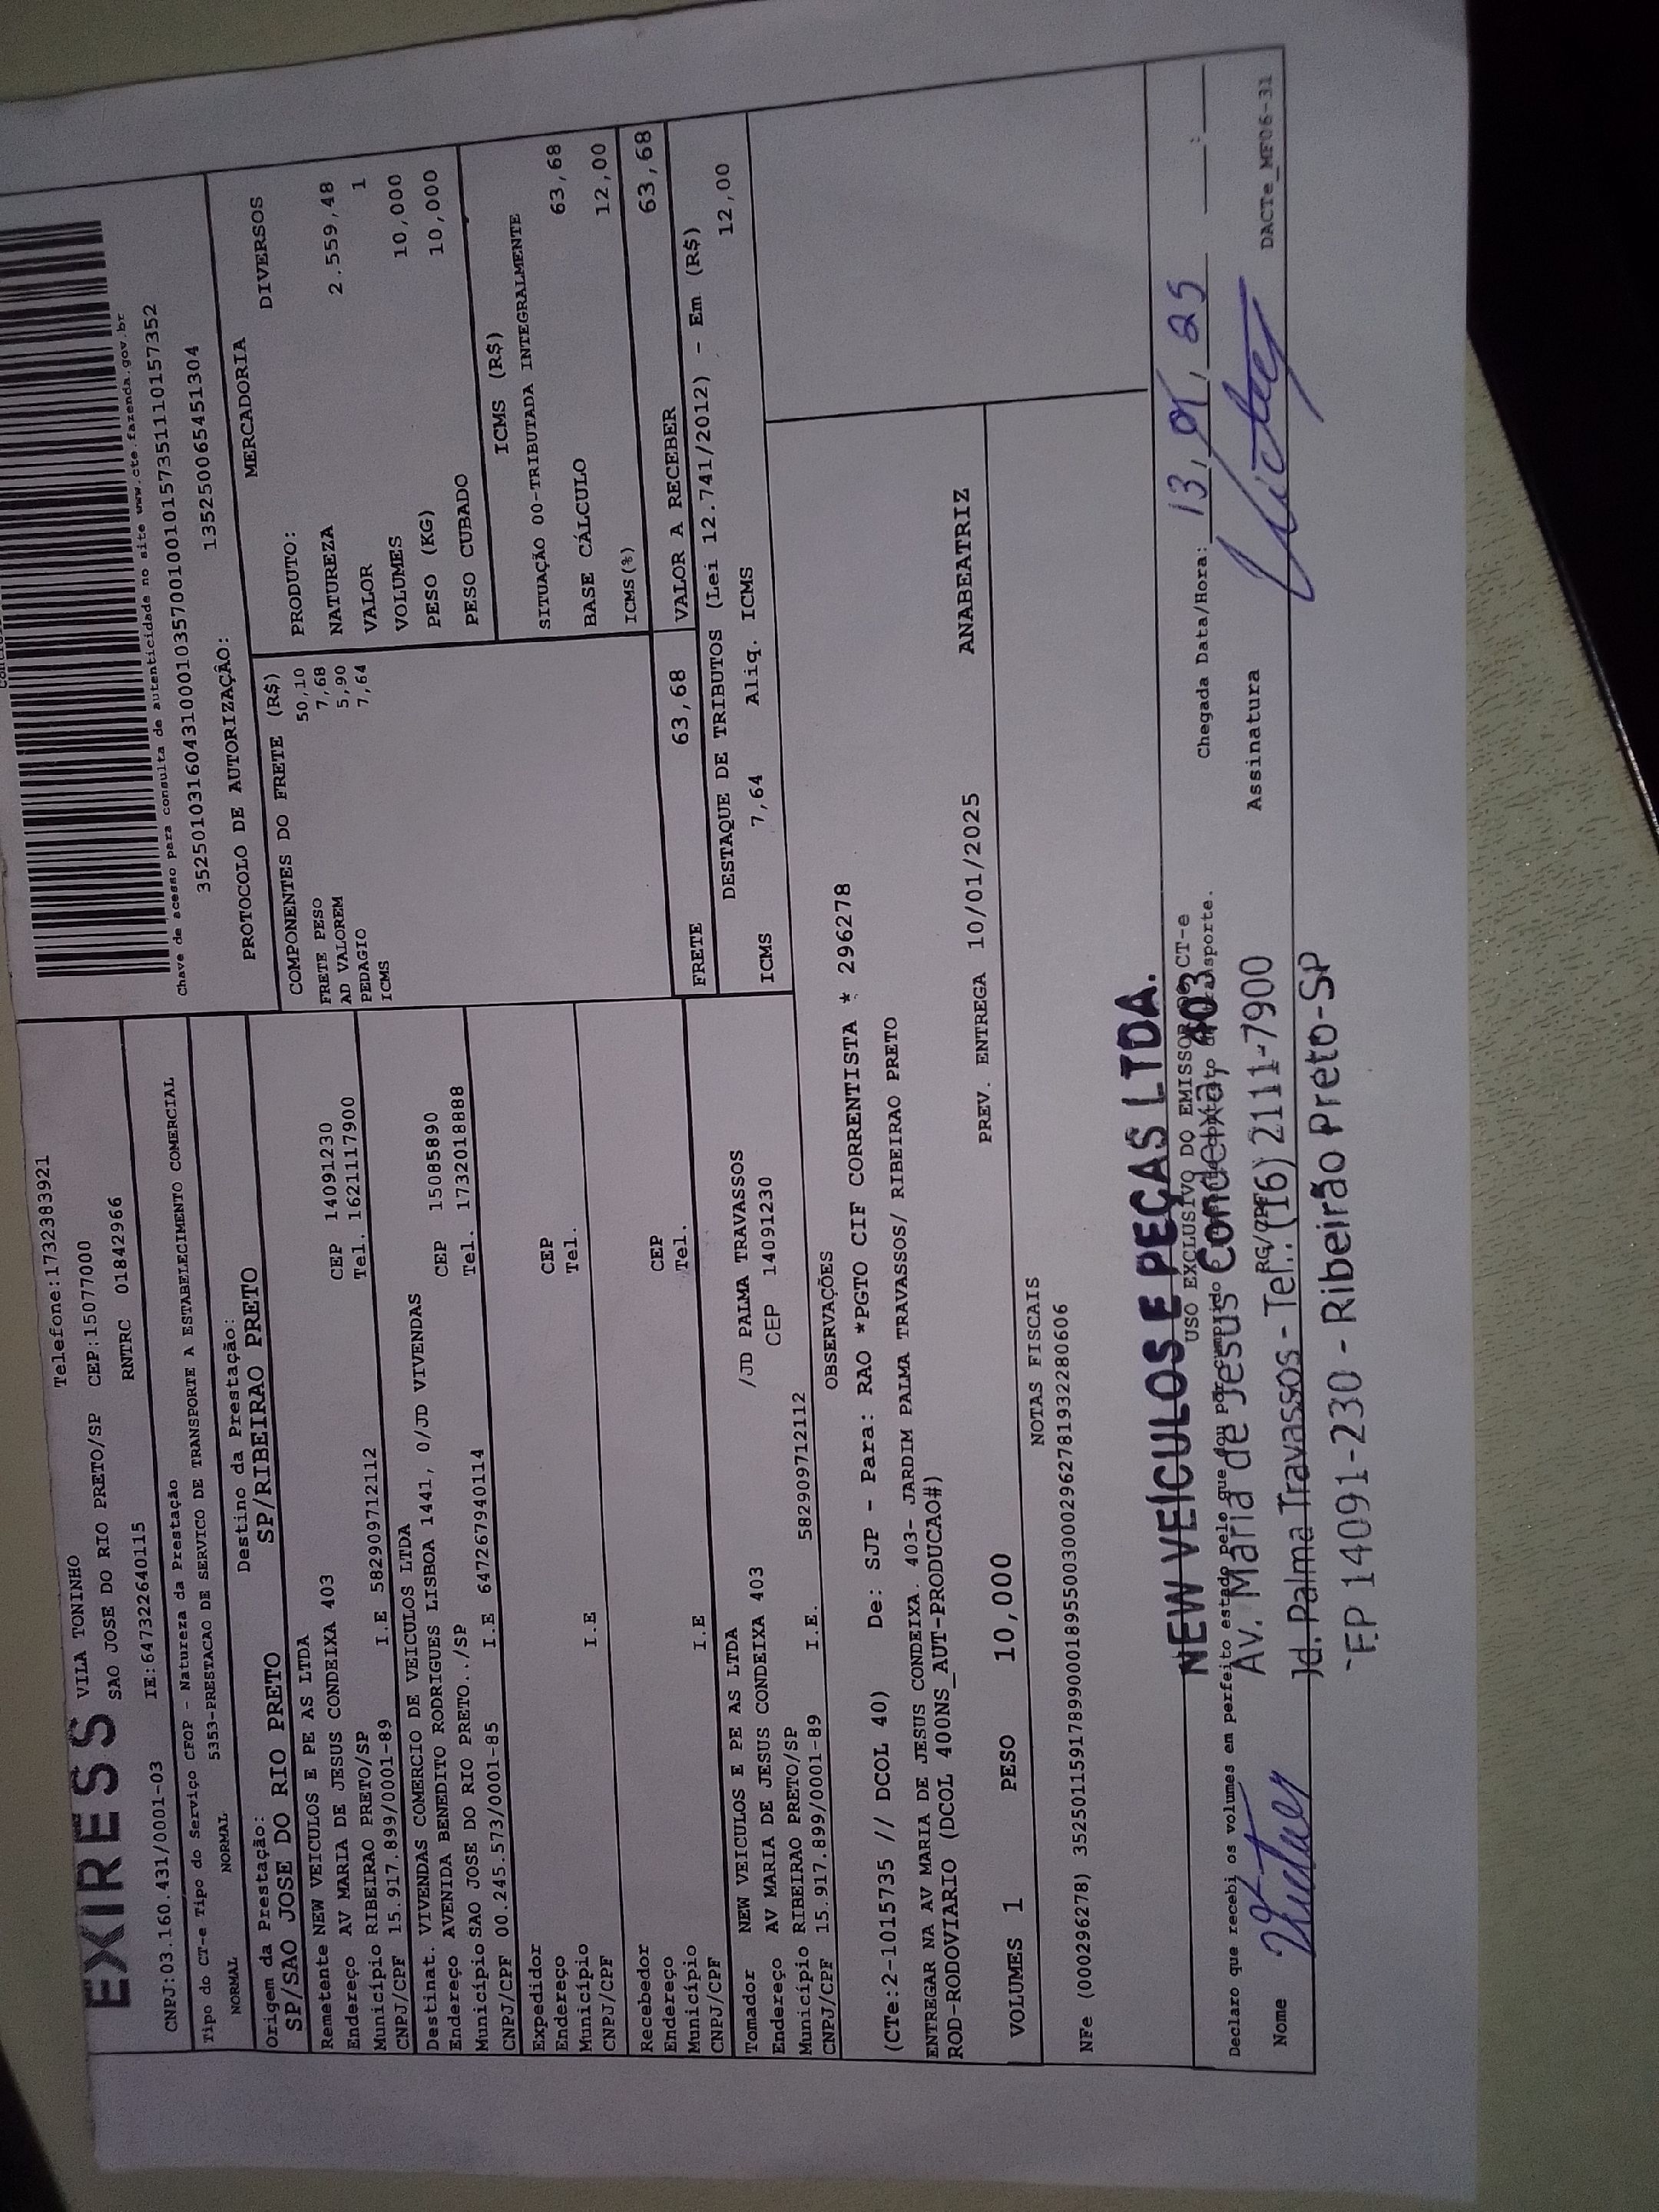 EXIRESS VILA TONINHO Telefone:1732383921
SAO JOSE DO RIO PRETO/SP CEP:15077000
CNPJ:03.160.431/0001-03 IE:647322640115 RNTRC 01842966
Tipo do CT-e Tipo do Serviço CFOP - Natureza da Prestação
NORMAL NORMAL 5353-PRESTACAO DE SERVICO DE TRANSPORTE A ESTABELECIMENTO COMERCIAL
Origem da Prestação: Destino da Prestação:
SP/SAO JOSE DO RIO PRETO SP/RIBEIRAO PRETO
Chave de acesso para consulta de autenticidade no site www.cte.fazenda.gov.br
35250103160431000103570010010157351110157352
PROTOCOLO DE AUTORIZAÇÃO: 1352500065451304
Remetente NEW VEICULOS E PE AS LTDA
Endereço AV MARIA DE JESUS CONDEIXA 403 CEP 14091230
Município RIBEIRAO PRETO/SP Tel. 1621117900
CNPJ/CPF 15.917.899/0001-89 I.E 582909712112
Destinat. VIVENDAS COMERCIO DE VEICULOS LTDA
Endereço AVENIDA BENEDITO RODRIGUES LISBOA 1441, 0/JD VIVENDAS CEP 15085890
Município SAO JOSE DO RIO PRETO../SP Tel. 1732018888
CNPJ/CPF 00.245.573/0001-85 I.E 647267940114
Expedidor
Endereço CEP
Município Tel.
CNPJ/CPF I.E
Recebedor
Endereço CEP
Município Tel.
CNPJ/CPF I.E
Tomador NEW VEICULOS E PE AS LTDA
Endereço AV MARIA DE JESUS CONDEIXA 403 /JD PALMA TRAVASSOS
Município RIBEIRAO PRETO/SP CEP 14091230
CNPJ/CPF 15.917.899/0001-89 I.E. 582909712112
COMPONENTES DO FRETE (R$)
FRETE PESO 50,10
AD VALOREM 7,68
PEDAGIO 5,90
ICMS 7,64
MERCADORIA
PRODUTO: DIVERSOS
NATUREZA
VALOR 2.559,48
VOLUMES 1
PESO (KG) 10,000
PESO CUBADO 10,000
ICMS (R$)
SITUAÇÃO 00-TRIBUTADA INTEGRALMENTE
BASE CÁLCULO 63,68
ICMS(%) 12,00
FRETE 63,68 VALOR A RECEBER 63,68
DESTAQUE DE TRIBUTOS (Lei 12.741/2012) - Em (R$)
ICMS 7,64 Aliq. ICMS 12,00
OBSERVAÇÕES
(CTe:2-1015735 // DCOL 40) De: SJP - Para: RAO *PGTO CIF CORRENTISTA * 296278
ENTREGAR NA AV MARIA DE JESUS CONDEIXA. 403- JARDIM PALMA TRAVASSOS/ RIBEIRAO PRETO
ROD-RODOVIARIO (DCOL 400NS_AUT-PRODUCAO#)
VOLUMES 1 PESO 10,000 PREV. ENTREGA 10/01/2025 ANABEATRIZ
NOTAS FISCAIS
NFe (000296278) 35250115917899000189550030002962781932280606
NEW VEÍCULOS E PEÇAS LTDA.
USO EXCLUSIVO DO EMISSOR DO CT-e
Declaro que recebi os volumes em perfeito estado pelo que dou por cumprido o de transporte. Chegada Data/Hora: 13, 01, 25 :
Av. Maria de Jesus Condeixa, 403
Nome RG/CPF Assinatura
Jd. Palma Travassos - Tel.: (16) 2111-7900
EP 14091-230 - Ribeirão Preto-SP
DACTe_MF06-31